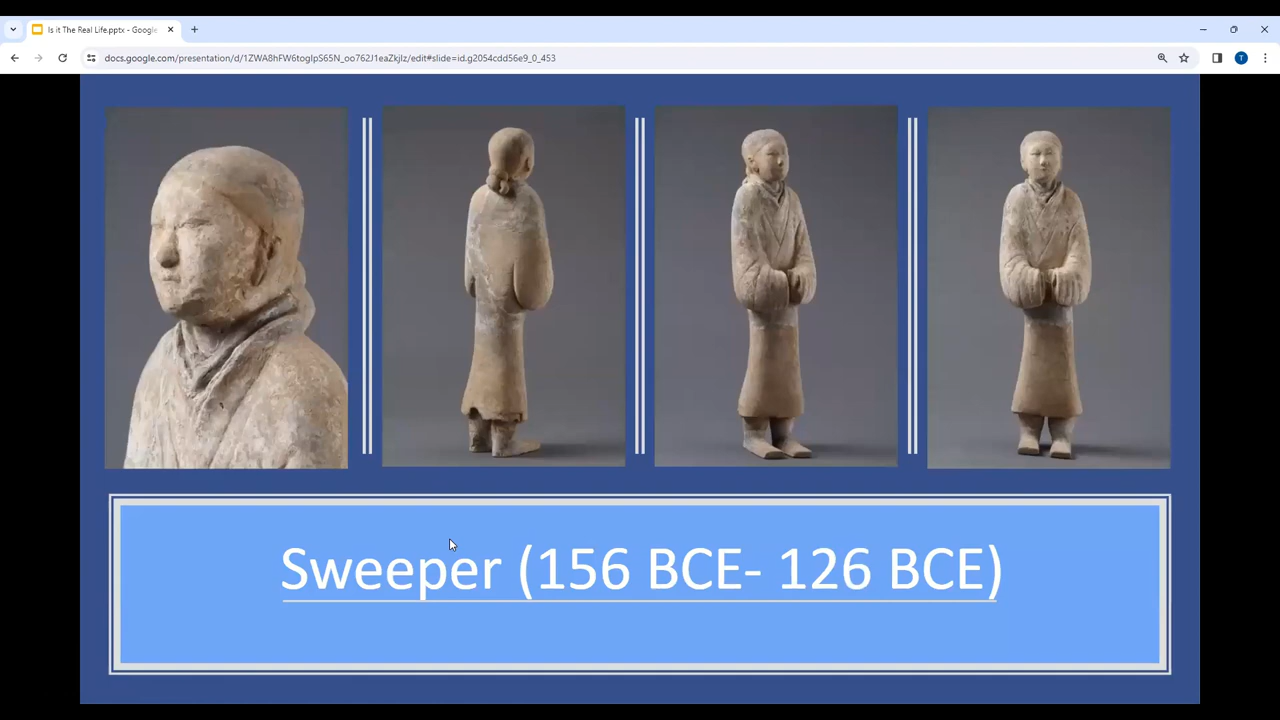 Is it The Real Life.pptx - Google
docs.google.com/presentation/d/1ZWA8hFW6togIpS65N_oo762J1eaZkjlz/edit#slide=id.g2054cdd56e9_0_453
T
Sweeper (156 BCE- 126 BCE)